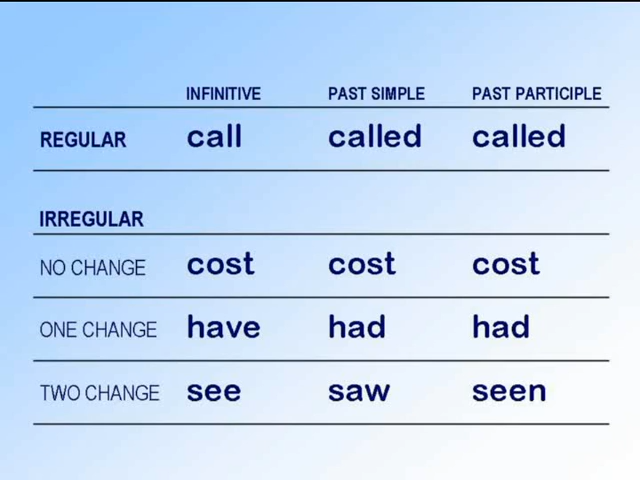 INFINITIVE PAST SIMPLE PAST PARTICIPLE
REGULAR call called called
IRREGULAR
NO CHANGE cost cost cost
ONE CHANGE have had had
TWO CHANGE see saw seen